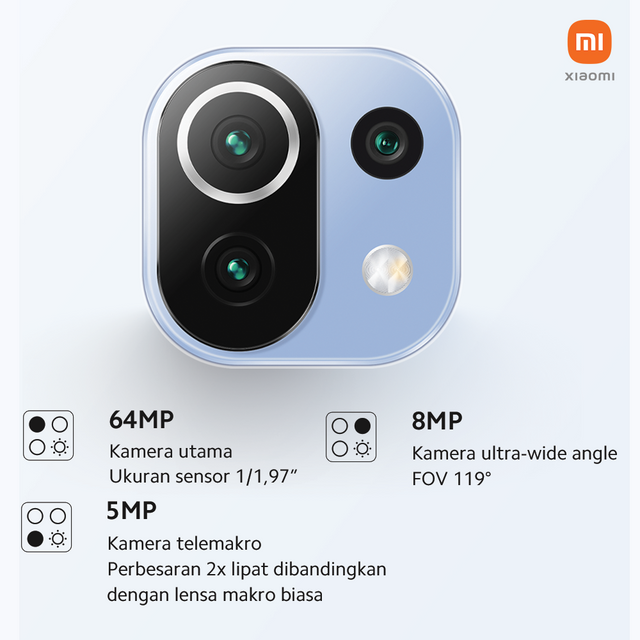 mi
xiaomi
64MP
Kamera utama
Ukuran sensor 1/1,97”
8MP
Kamera ultra-wide angle
FOV 119°
5MP
Kamera telemakro
Perbesaran 2x lipat dibandingkan
dengan lensa makro biasa